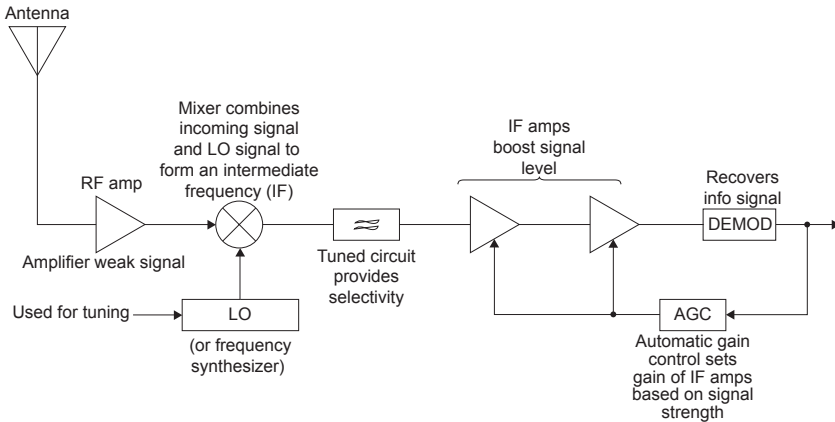 Antenna
Mixer combines
incoming signal
and LO signal to
form an intermediate
frequency (IF)
RF amp
Amplifier weak signal
Used for tuning
LO
(or frequency
synthesizer)
Tuned circuit
provides
selectivity
IF amps
boost signal
level
Recovers
info signal
DEMOD
AGC
Automatic gain
control sets
gain of IF amps
based on signal
strength